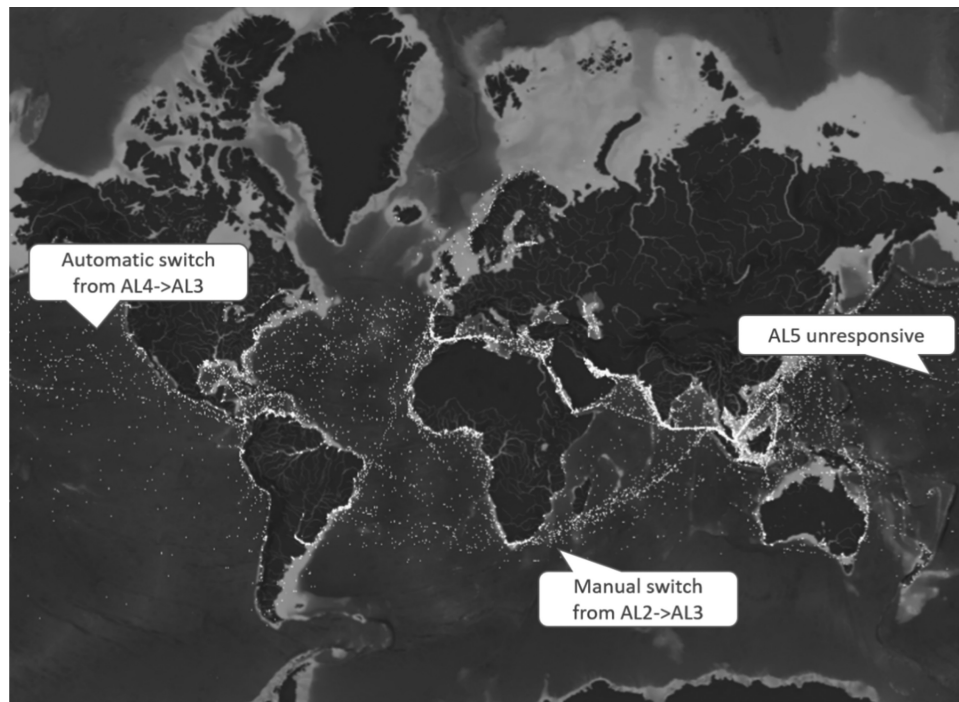 Automatic switch
from AL4->AL3
AL5 unresponsive
Manual switch
from AL2->AL3